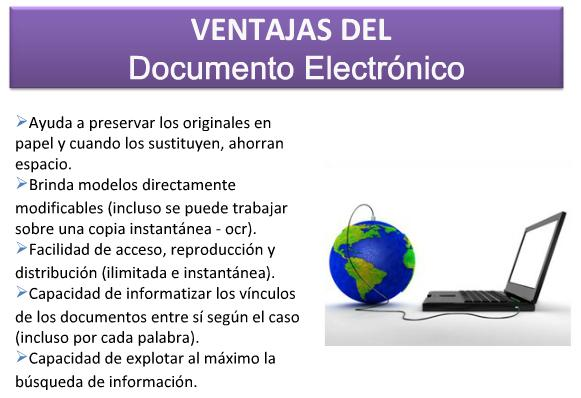 VENTAJAS DEL
Documento Electrónico
➢Ayuda a preservar los originales en
papel y cuando los sustituyen, ahorran
espacio.
➢Brinda modelos directamente
modificables (incluso se puede trabajar
sobre una copia instantánea - ocr).
➢Facilidad de acceso, reproducción y
distribución (ilimitada e instantánea).
➢Capacidad de informatizar los vínculos
de los documentos entre sí según el caso
(incluso por cada palabra).
➢Capacidad de explotar al máximo la
búsqueda de información.